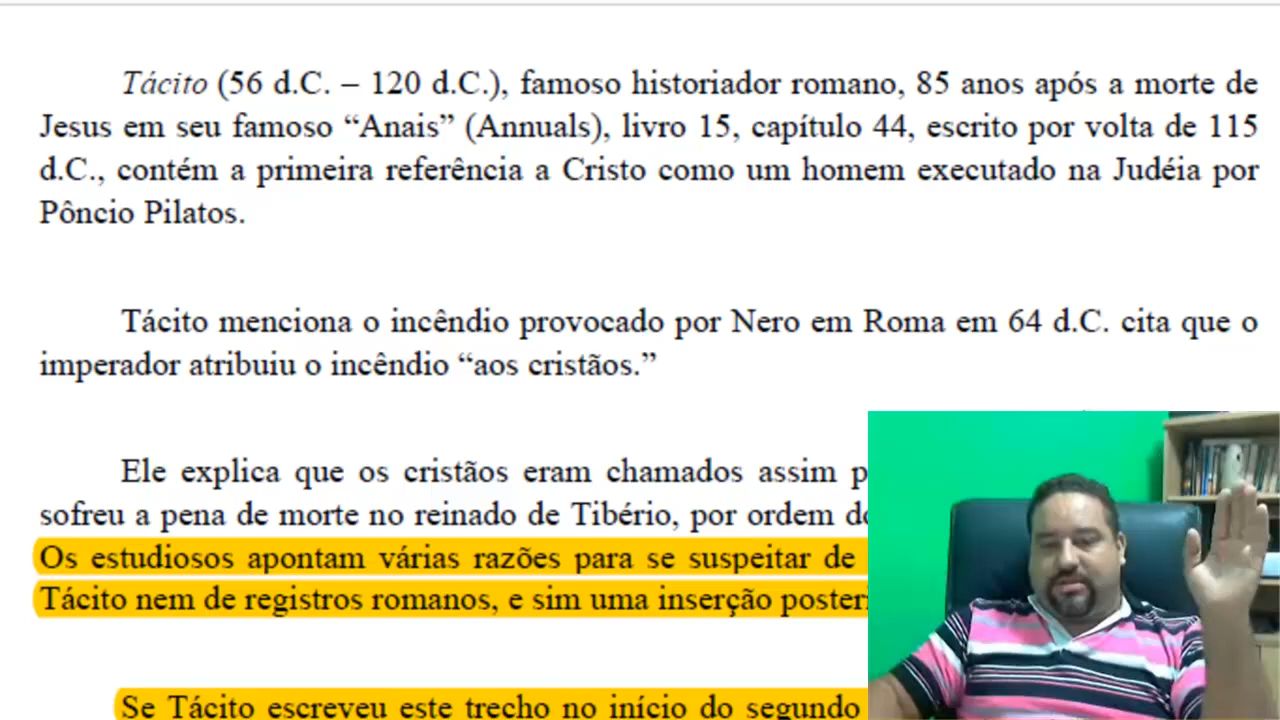 Tácito (56 d.C. – 120 d.C.), famoso historiador romano, 85 anos após a morte de
Jesus em seu famoso “Anais” (Annuals), livro 15, capítulo 44, escrito por volta de 115
d.C., contém a primeira referência a Cristo como um homem executado na Judéia por
Pôncio Pilatos.
Tácito menciona o incêndio provocado por Nero em Roma em 64 d.C. cita que o
imperador atribuiu o incêndio “aos cristãos.”
Ele explica que os cristãos eram chamados assim
sofreu a pena de morte no reinado de Tibério, por ordem
Os estudiosos apontam várias razões para se suspeitar de
Tácito nem de registros romanos, e sim uma inserção
Se Tácito escreveu este trecho no início do segundo